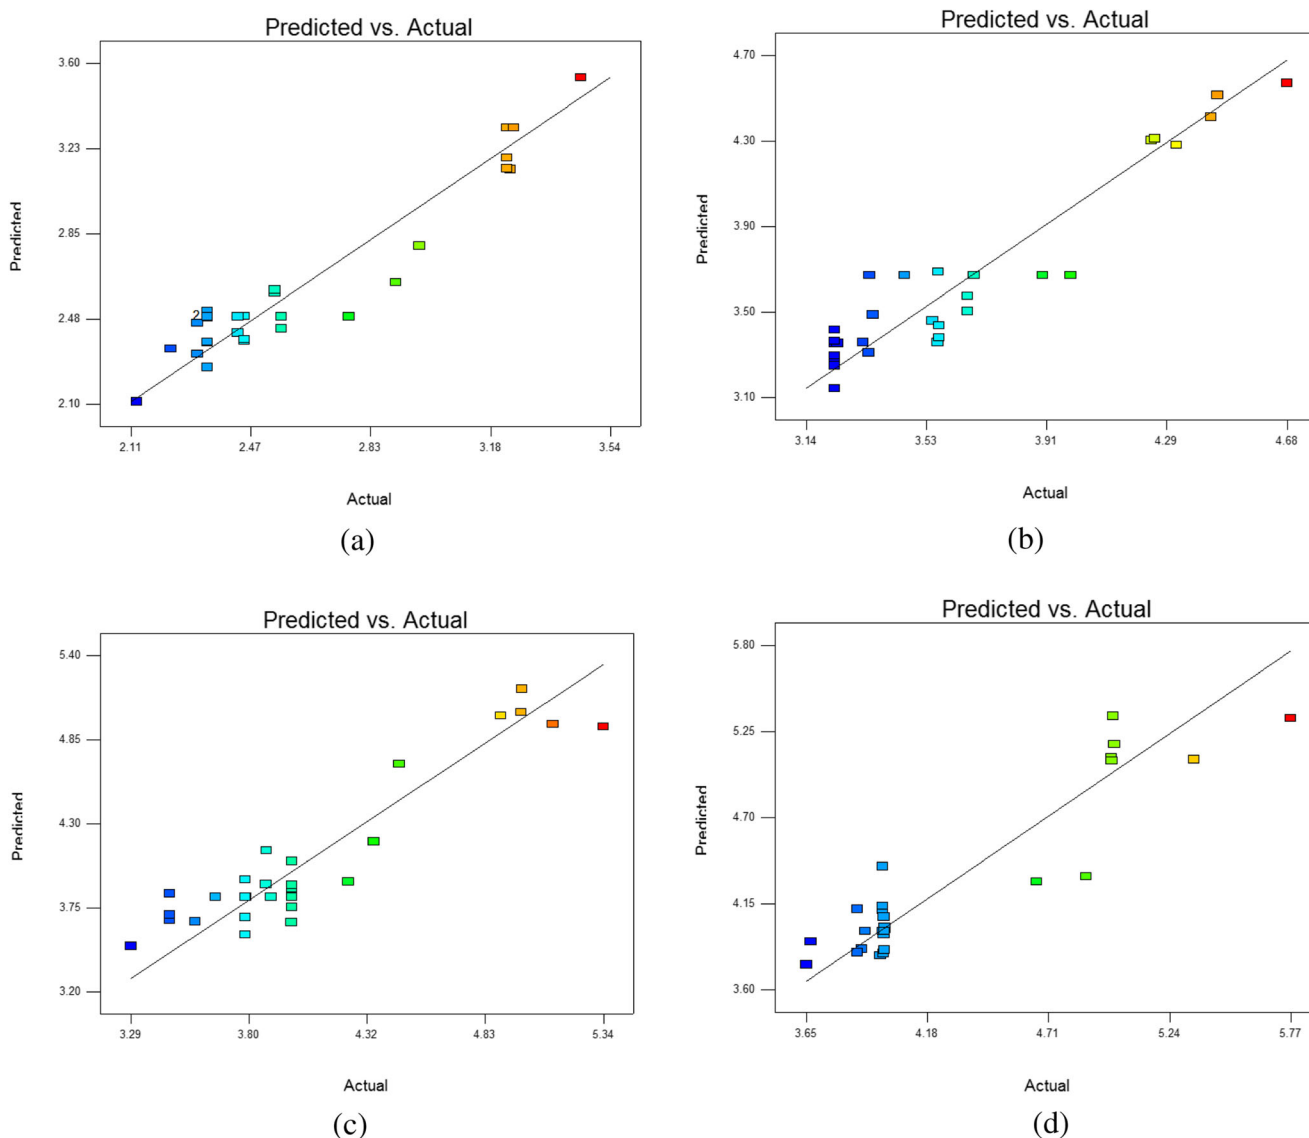 Predicted vs. Actual
3.60
3.23
2.85
2.48
2.10
Predicted
2
2.11 2.47 2.83 3.18 3.54
Actual
(a)
Predicted vs. Actual
4.70
4.30
3.90
3.50
3.10
Predicted
3.14 3.53 3.91 4.29 4.68
Actual
(b)
Predicted vs. Actual
5.40
4.85
4.30
3.75
3.20
Predicted
3.29 3.80 4.32 4.83 5.34
Actual
(c)
Predicted vs. Actual
5.80
5.25
4.70
4.15
3.60
Predicted
3.65 4.18 4.71 5.24 5.77
Actual
(d)